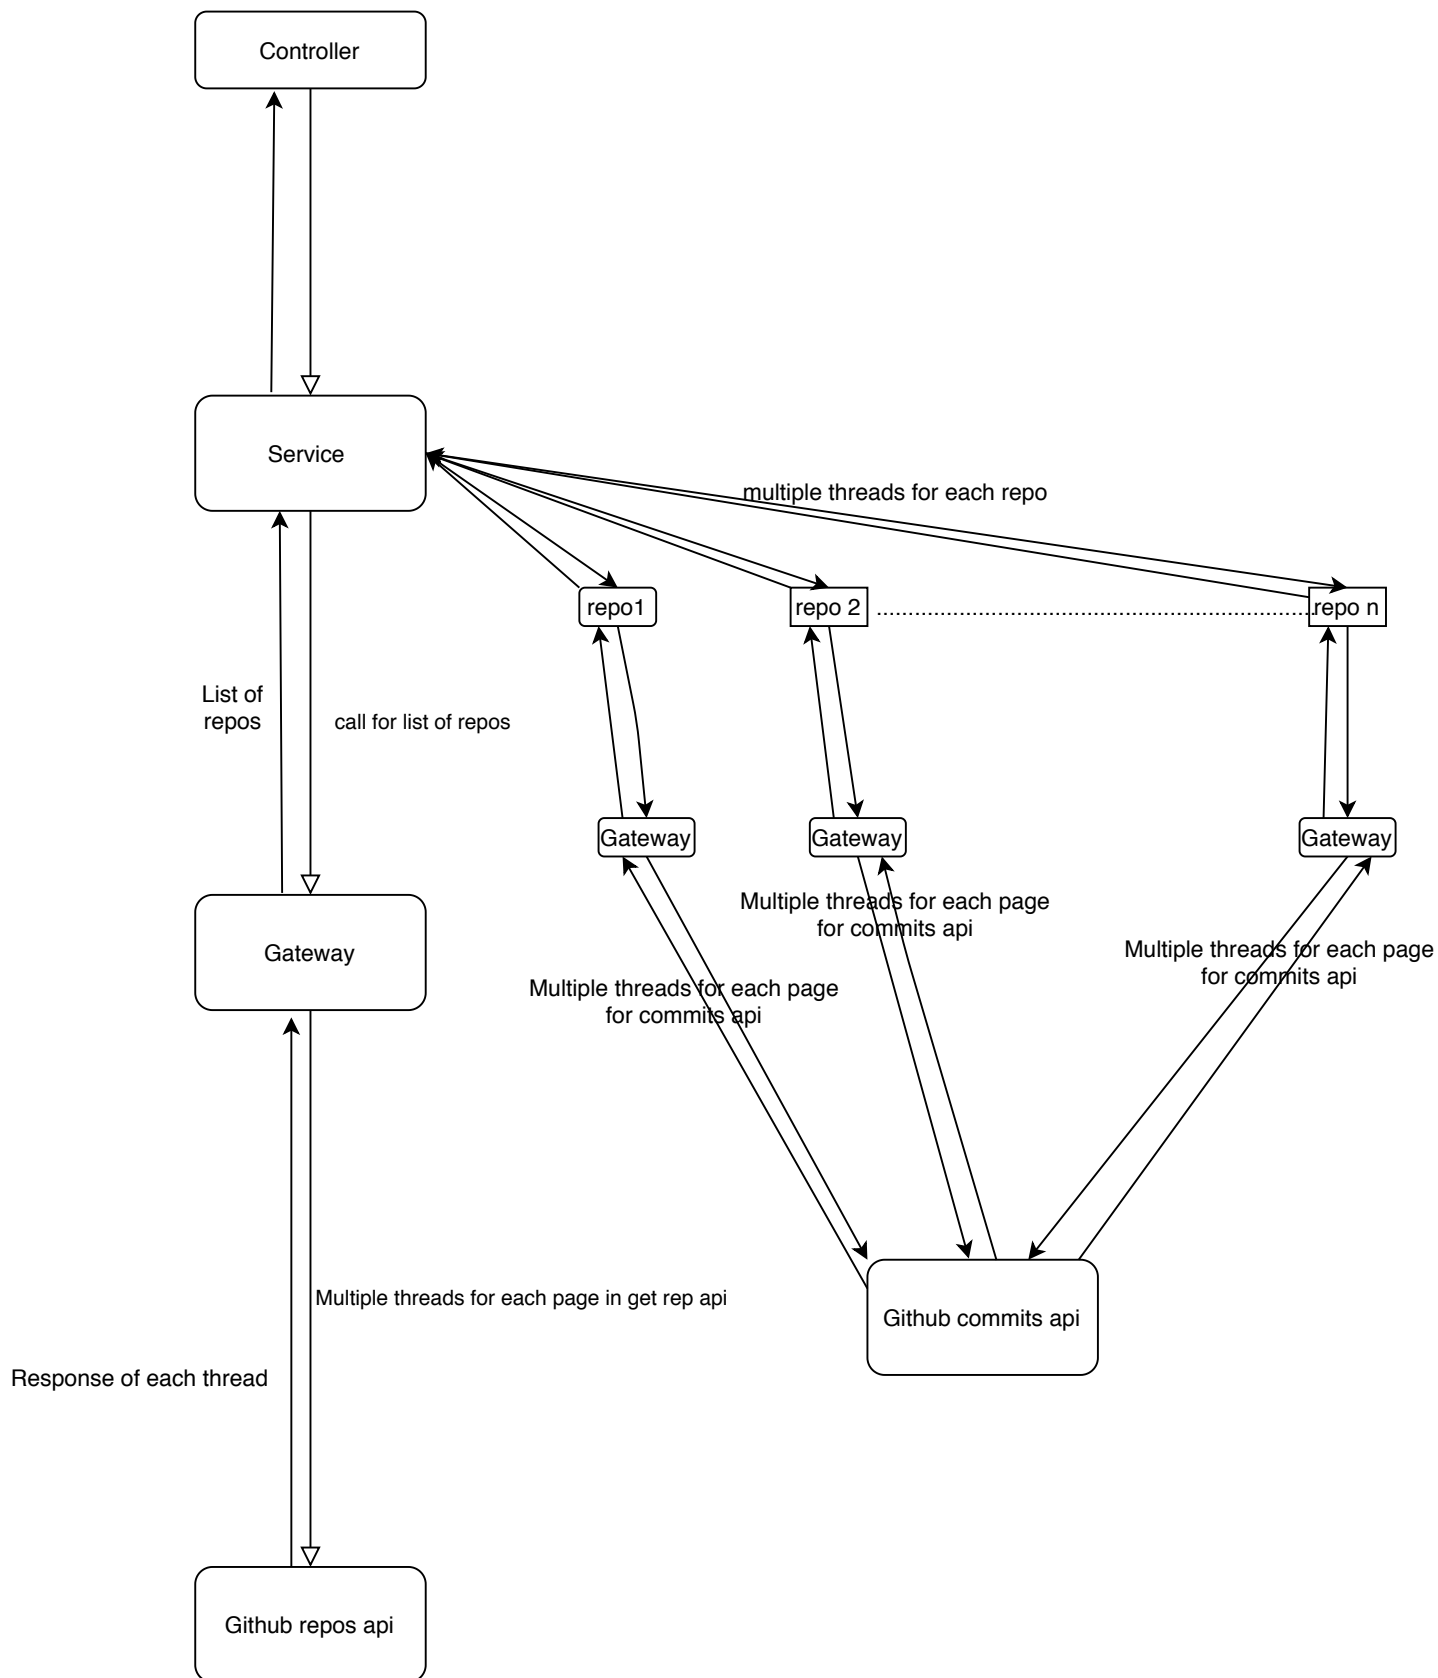 Controller
Service
multiple threads for each repo
repo1
repo 2
repo n
List of
repos
call for list of repos
Gateway
Gateway
Gateway
Multiple threads for each page
for commits api
Gateway
Multiple threads for each page
for commits api
Multiple threads for each page
for commits api
Multiple threads for each page in get rep api
Github commits api
Response of each thread
Github repos api